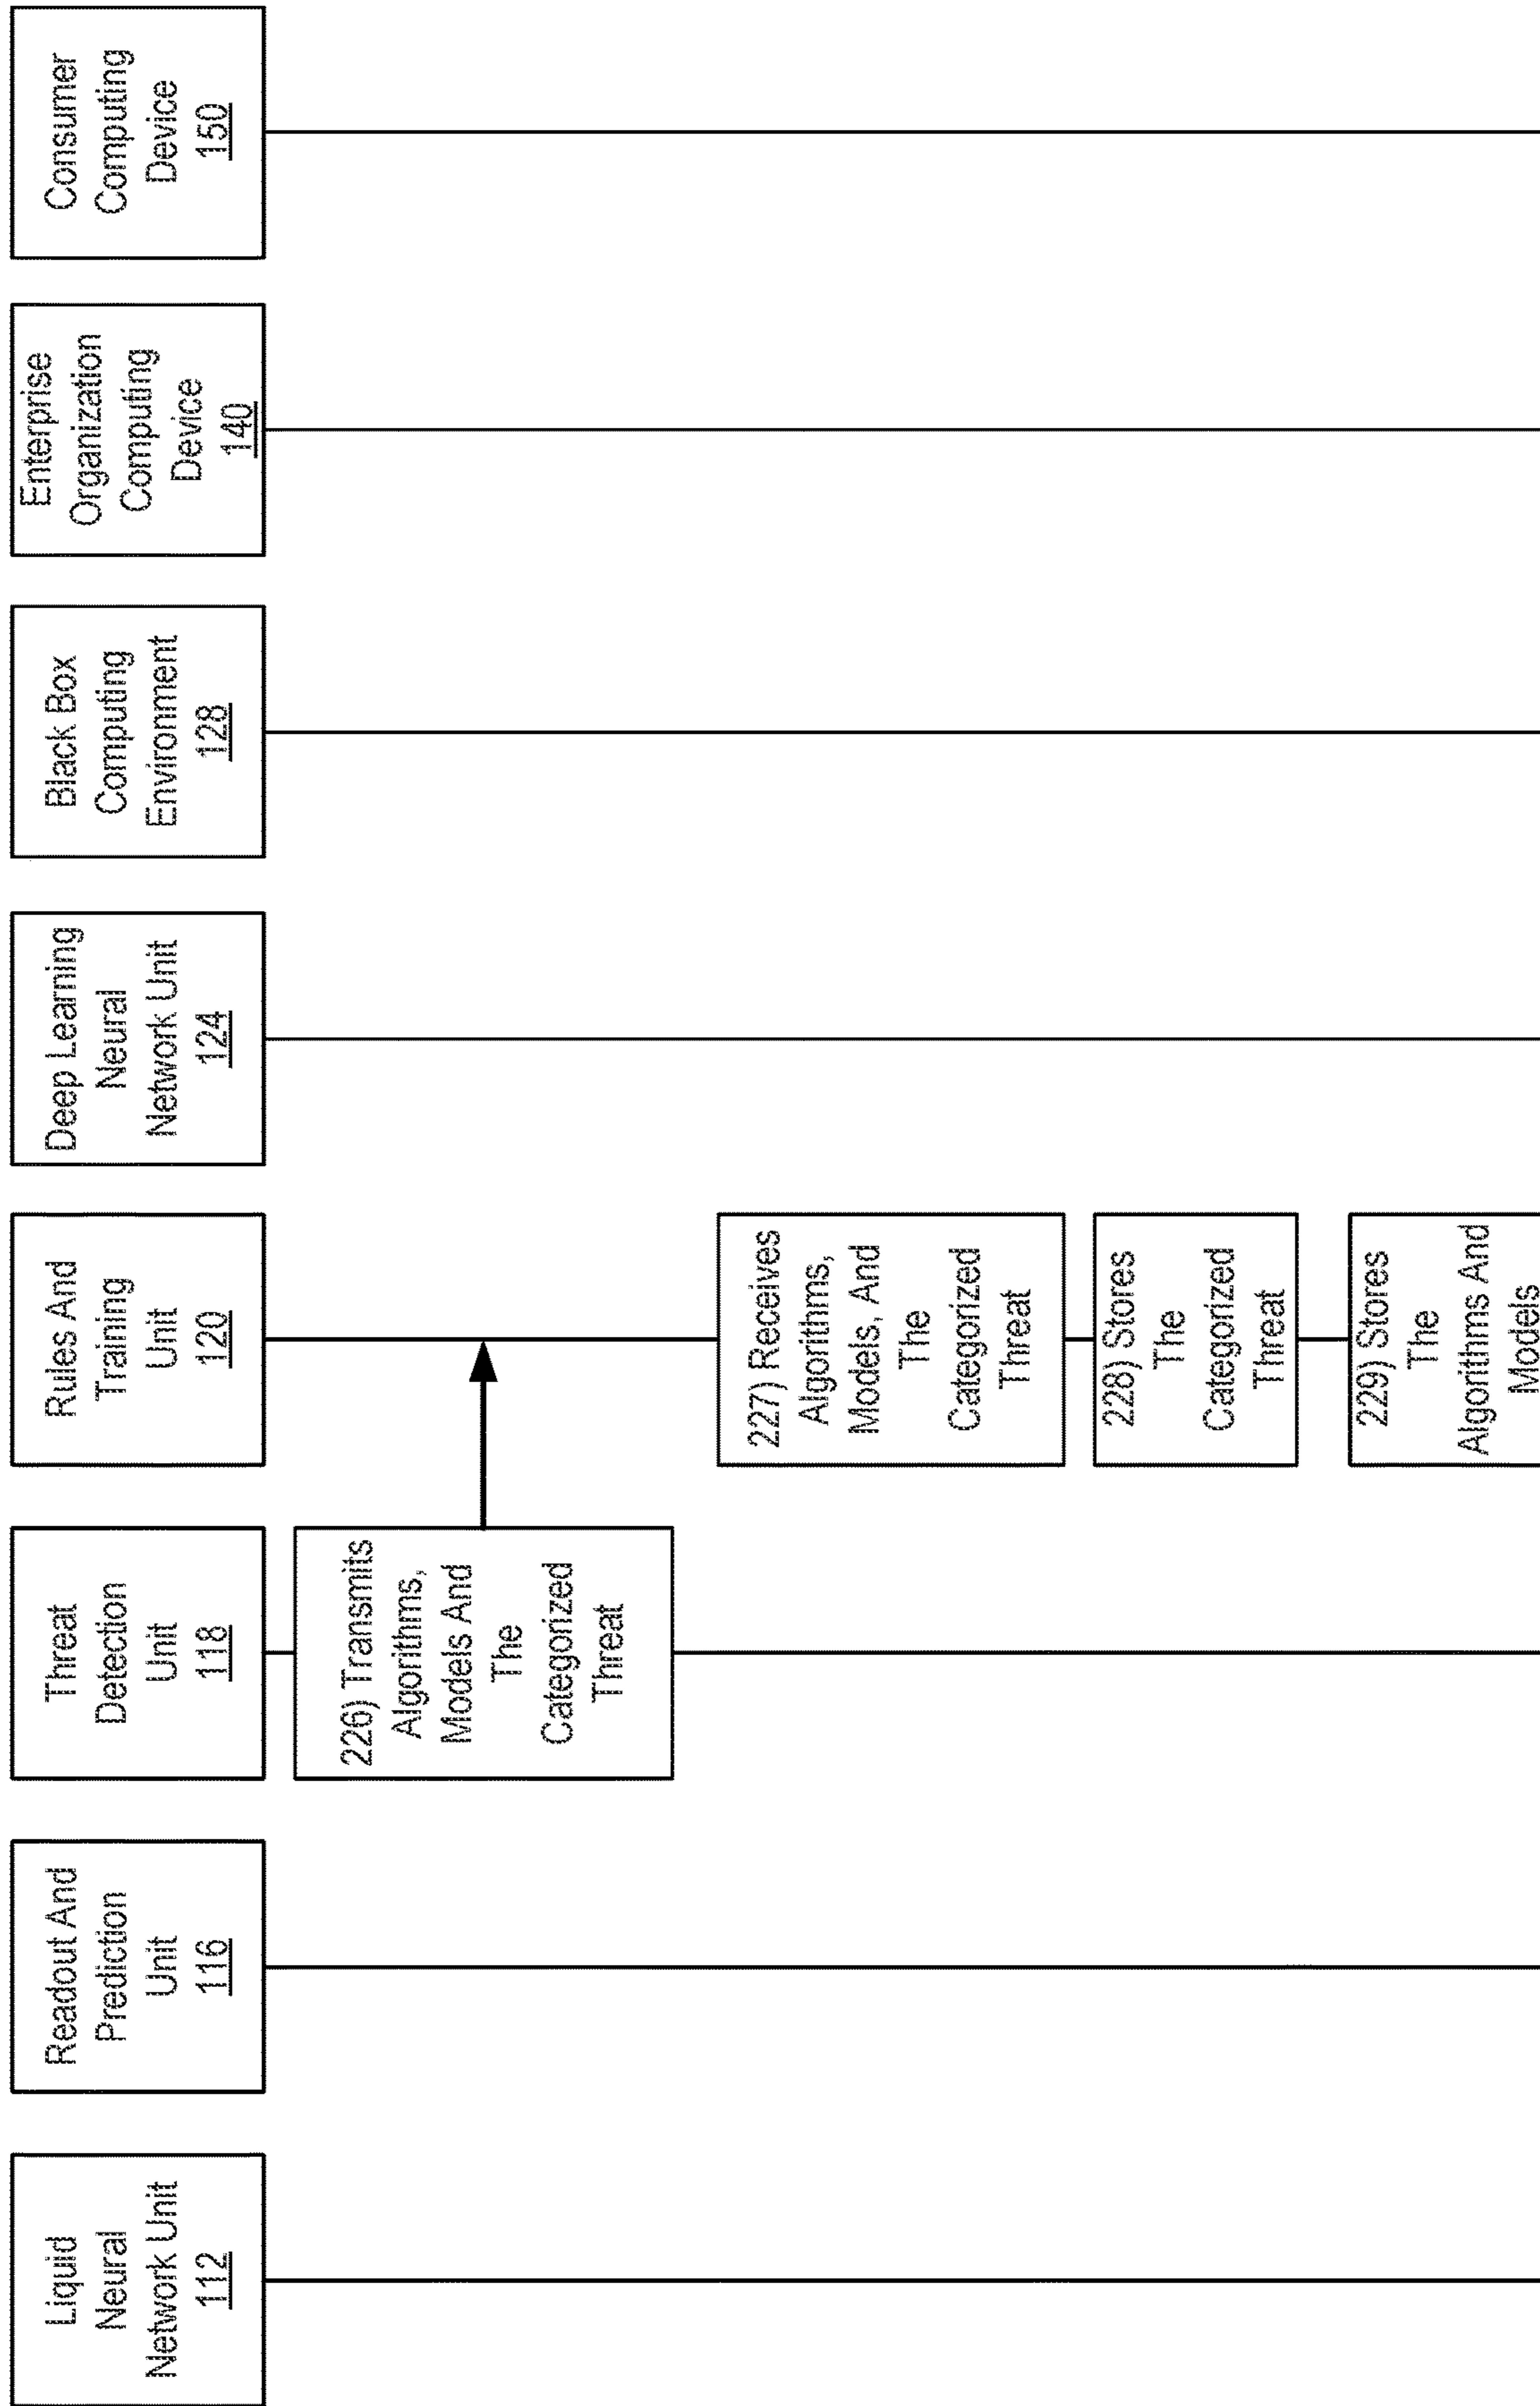 Liquid
Neural
Network Unit
112
Readout And
Prediction
Unit
116
Threat
Detection
Unit
118
Rules And
Training
Unit
120
Deep Learning
Neural
Network Unit
124
Black Box
Computing
Environment
128
Enterprise
Organization
Computing
Device
140
Consumer
Computing
Device
150
226) Transmits
Algorithms,
Models And
The
Categorized
Threat
227) Receives
Algorithms,
Models, And
The
Categorized
Threat
228) Stores
The
Categorized
Threat
229) Stores
The
Algorithms And
Models